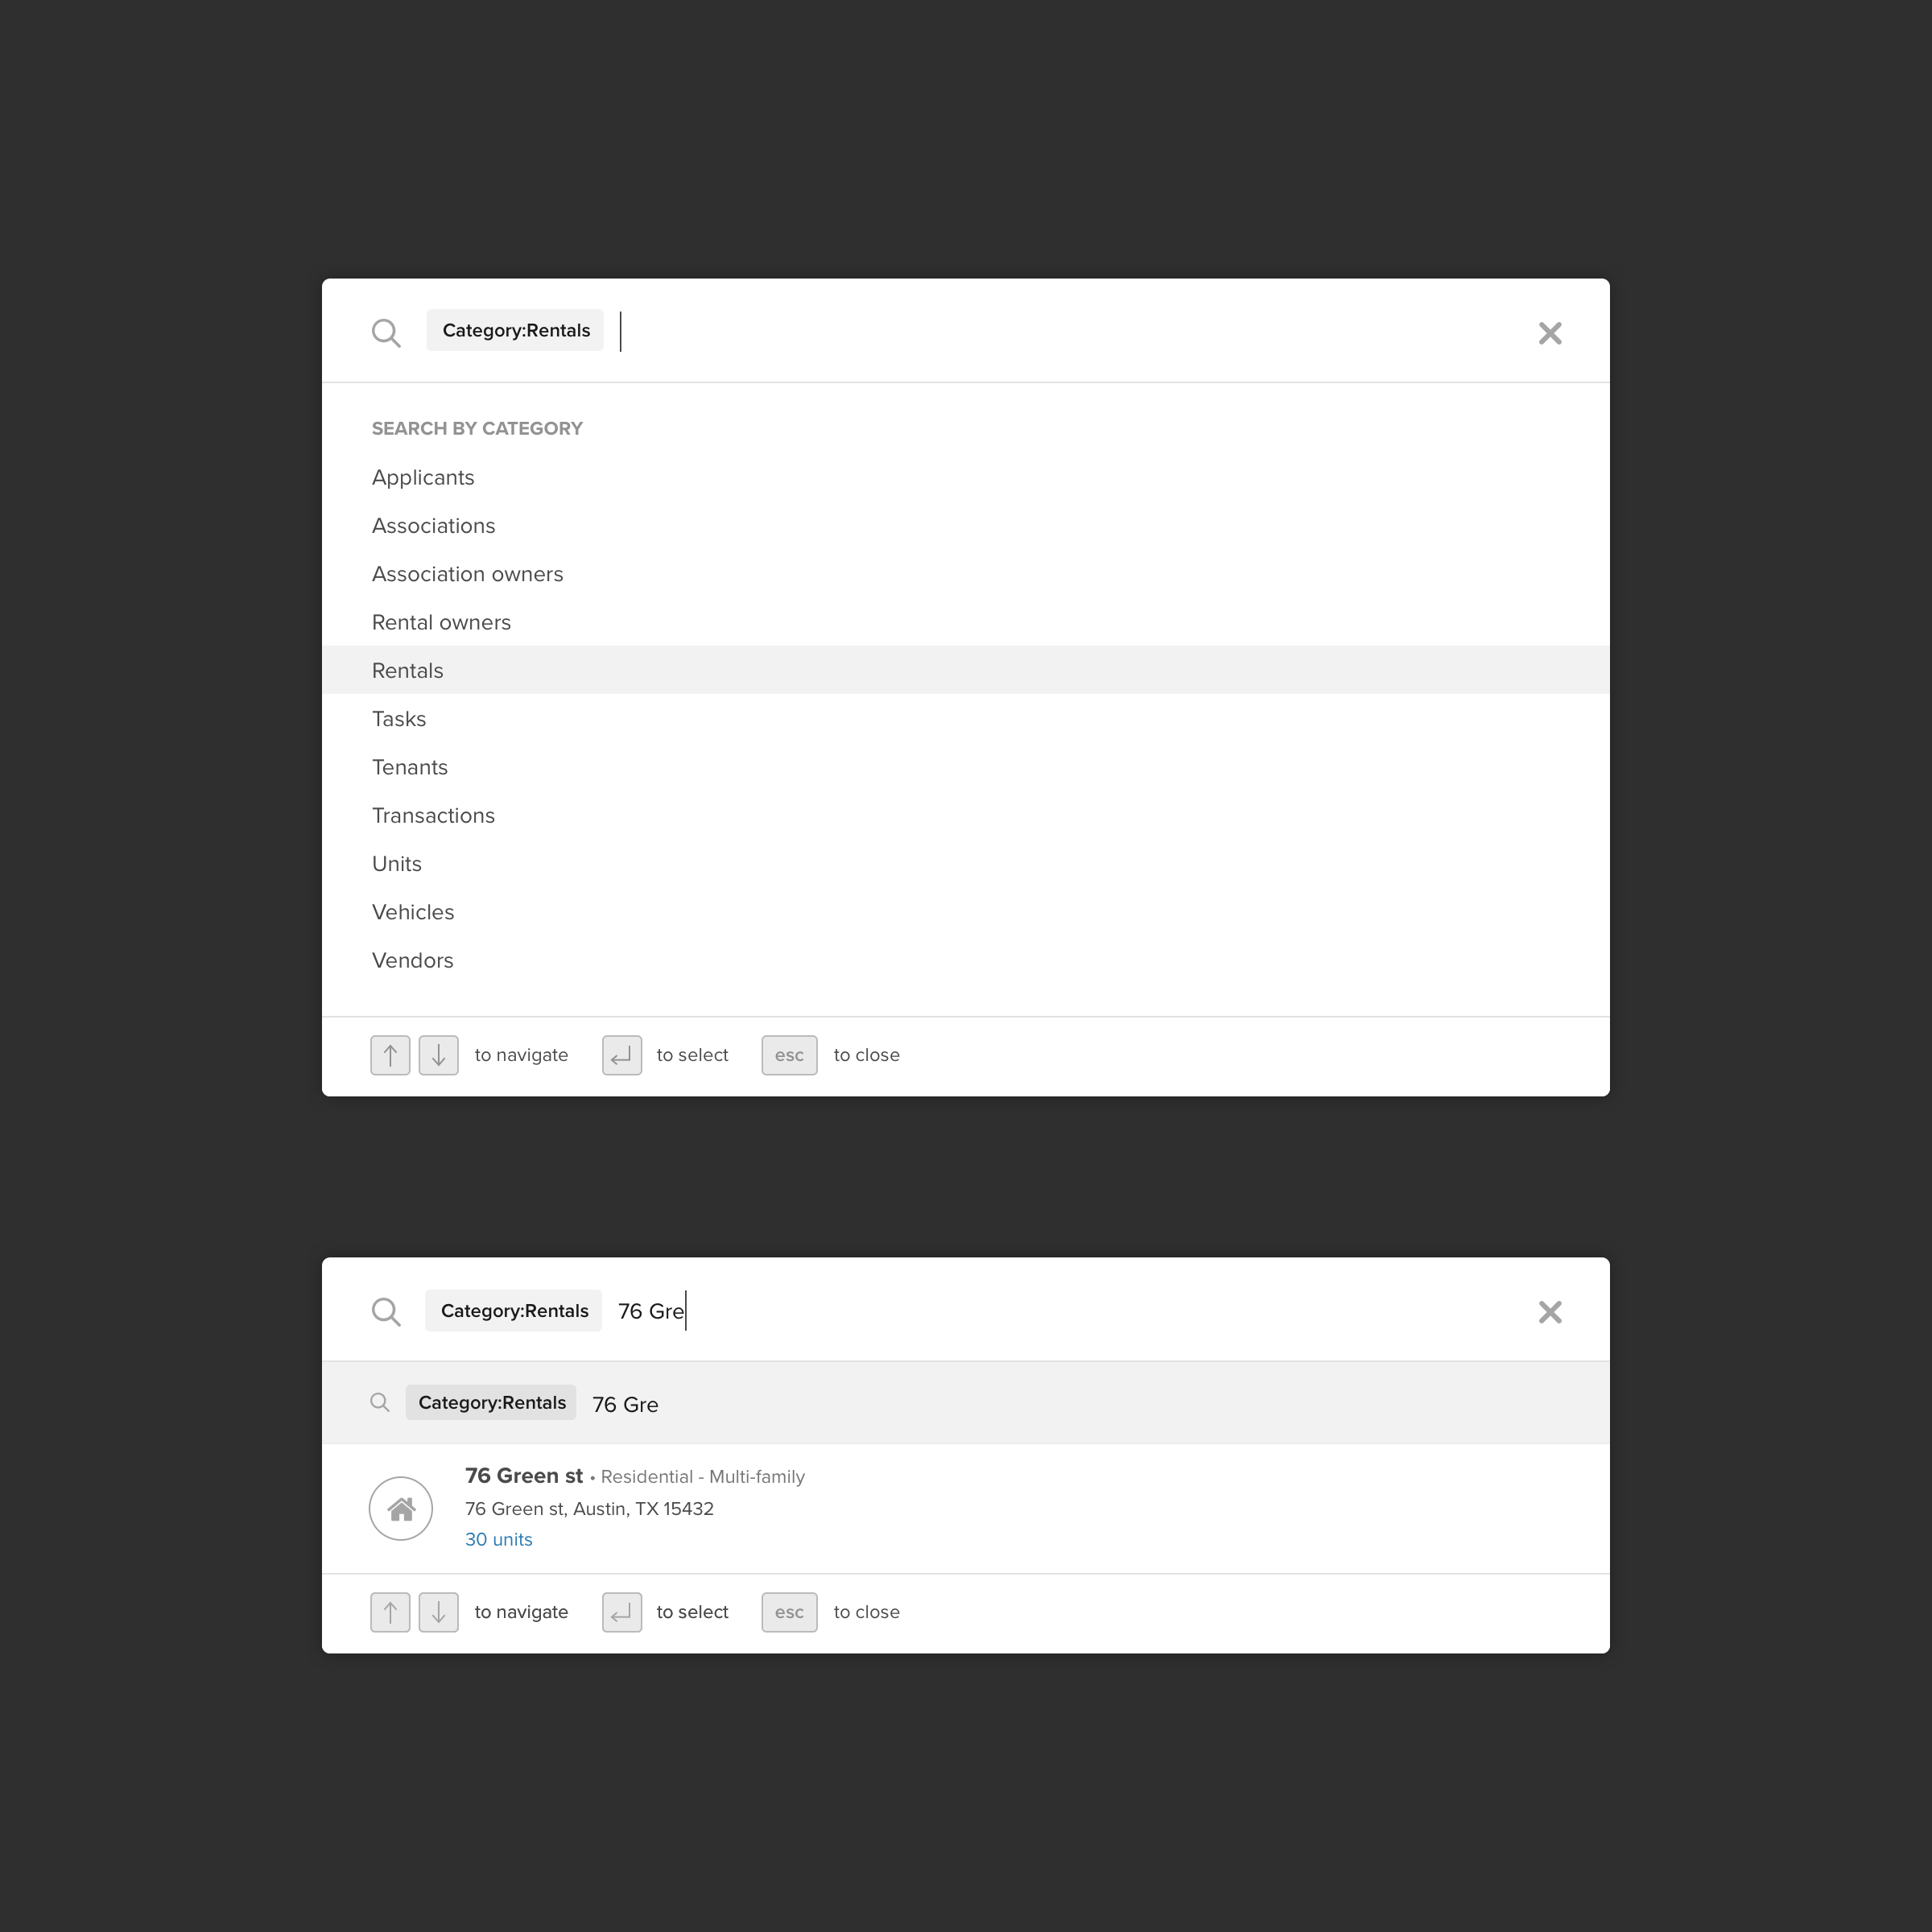 Category:Rentals
SEARCH BY CATEGORY
Applicants
Associations
Association owners
Rental owners
Rentals
Tasks
Tenants
Transactions
Units
Vehicles
Vendors
to navigate to select esc to close
Category:Rentals 76 Gre
Category:Rentals 76 Gre
76 Green st • Residential - Multi-family
76 Green st, Austin, TX 15432
30 units
to navigate to select esc to close